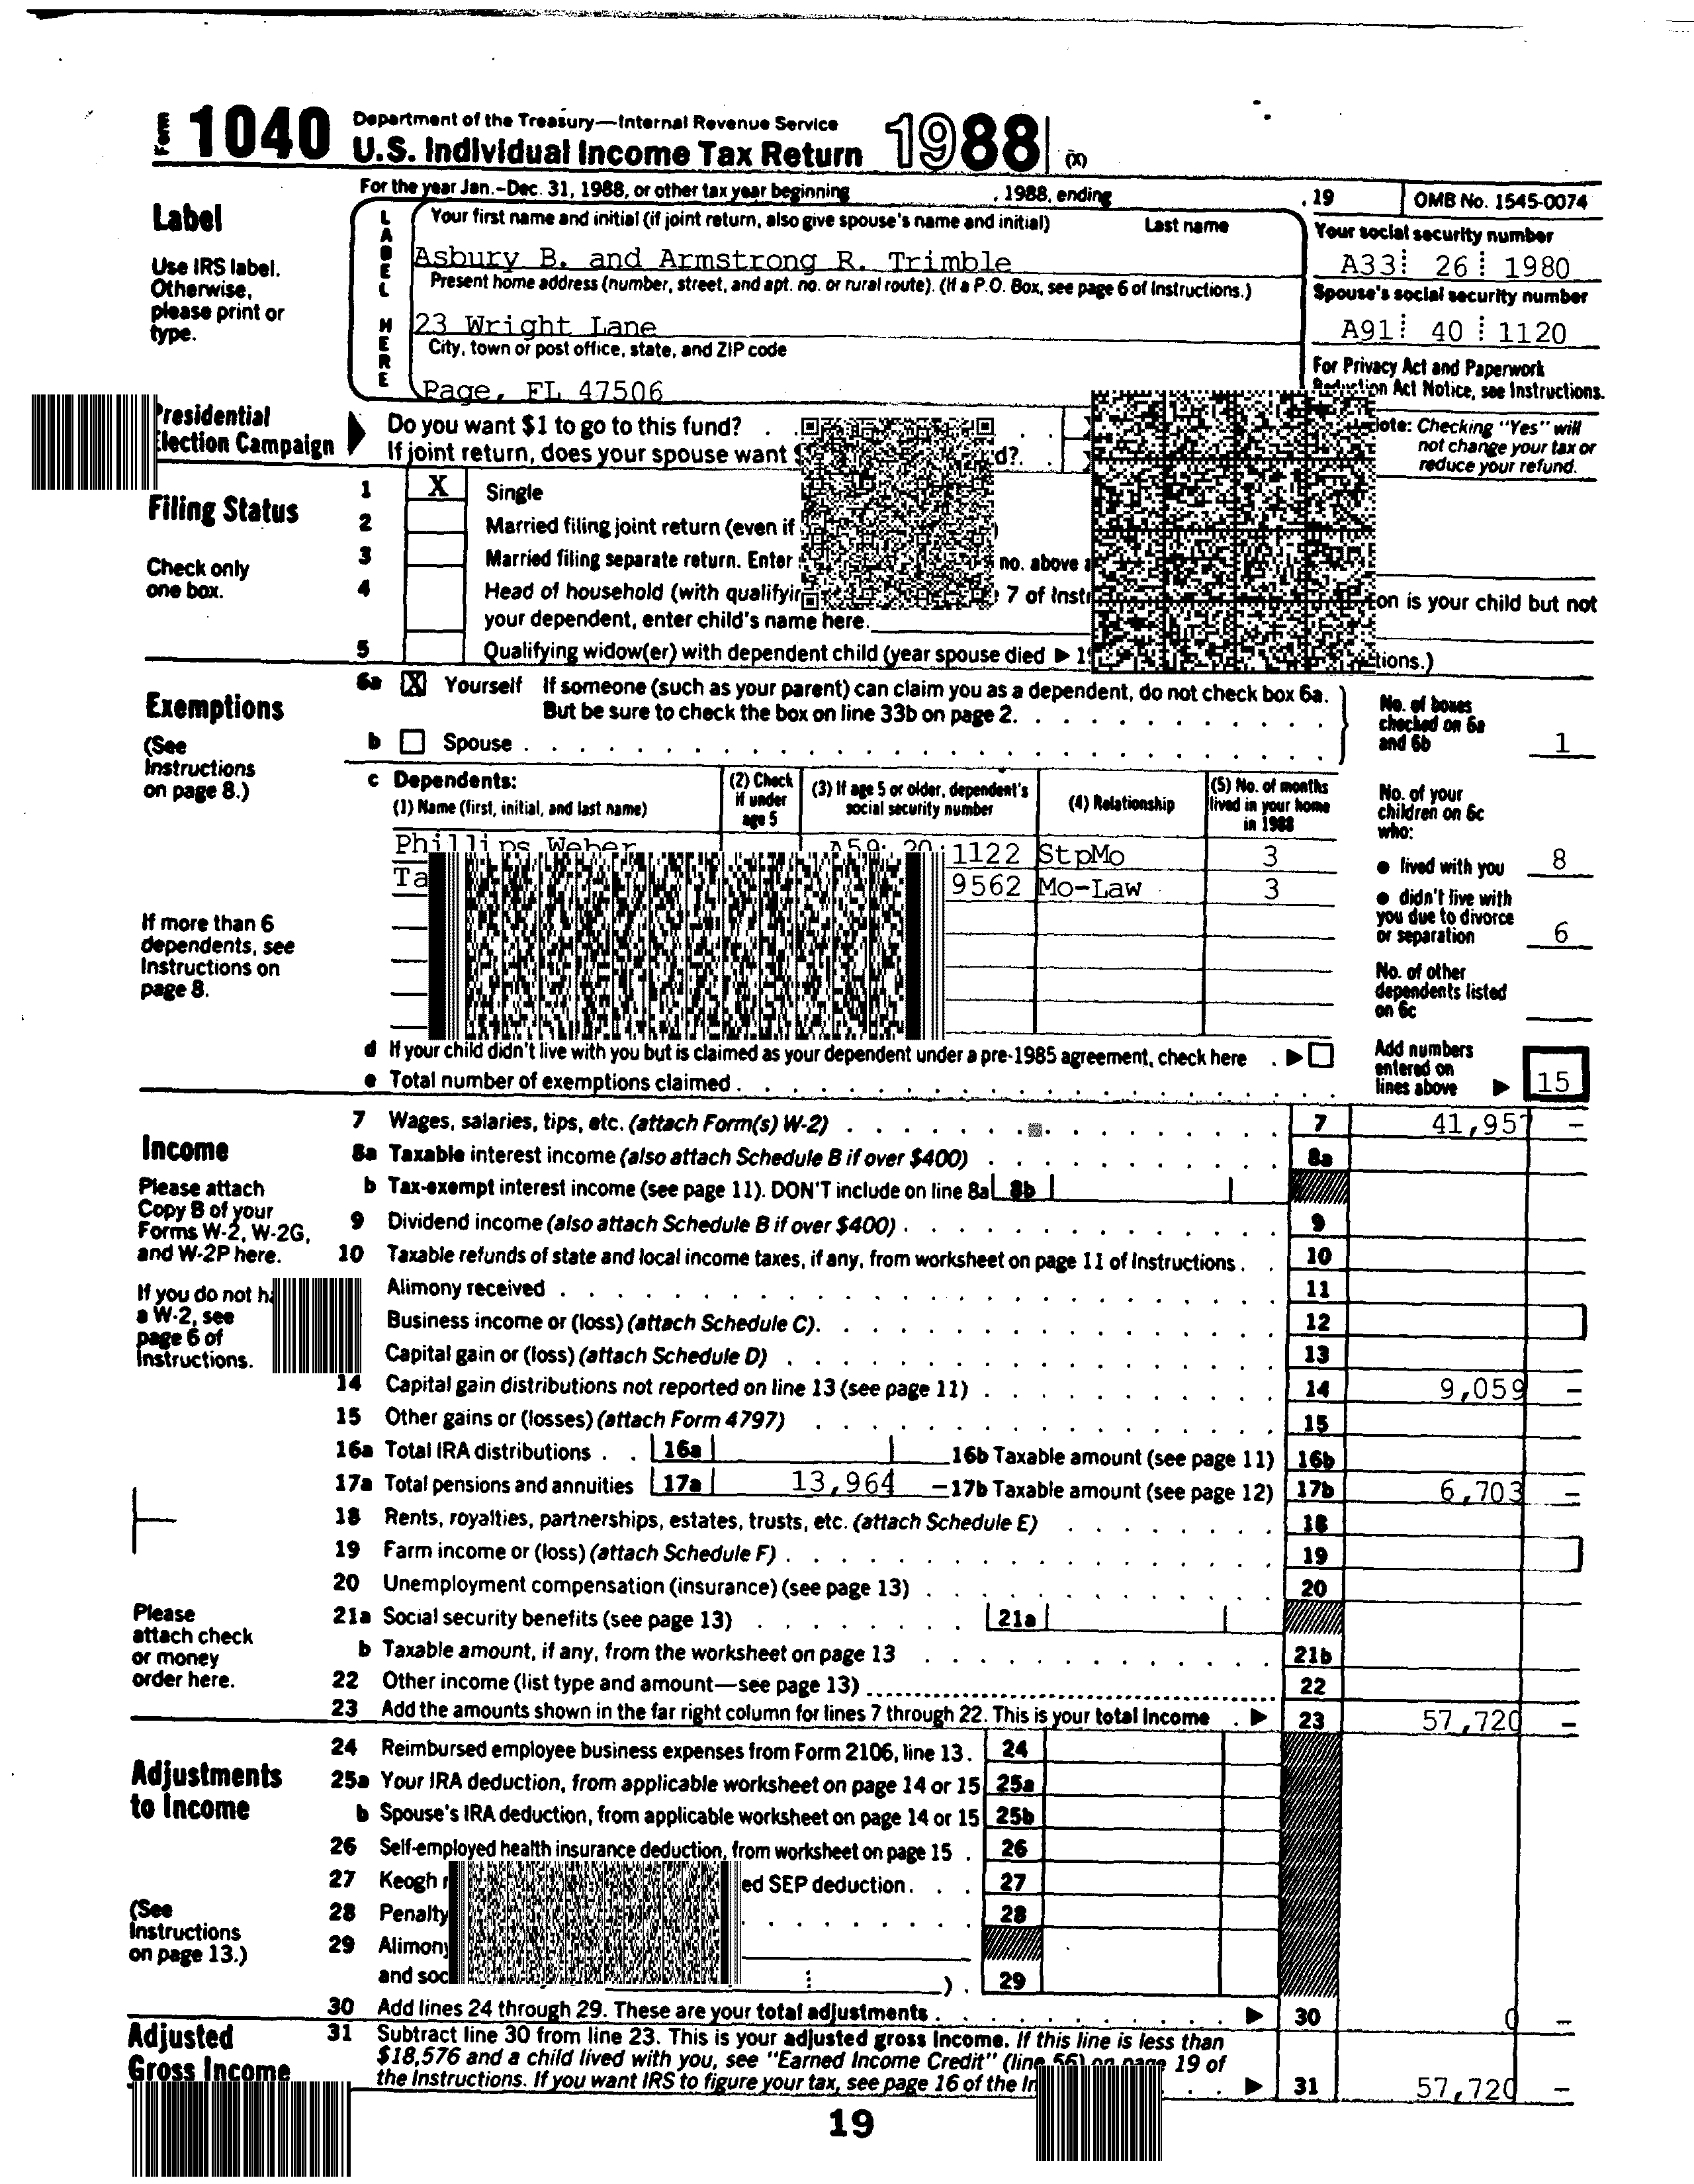 Form 1040 Department of the Treasury—Internal Revenue Service
U.S. Individual Income Tax Return 1988 (X)
For the year Jan.–Dec. 31, 1988, or other tax year beginning , 1988, ending , 19 OMB No. 1545-0074
Label
Use IRS label. Otherwise, please print or type.
LABEL HERE
Your first name and initial (if joint return, also give spouse's name and initial) Last name
Asbury B. and Armstrong R. Trimble
Present home address (number, street, and apt. no. or rural route). (If a P.O. Box, see page 6 of Instructions.)
23 Wright Lane
City, town or post office, state, and ZIP code
Page, FL 47506
Your social security number
A33 26 1980
Spouse's social security number
A91 40 1120
For Privacy Act and Paperwork
Reduction Act Notice, see Instructions.
Presidential
Election Campaign
Do you want $1 to go to this fund?
If joint return, does your spouse want
Note: Checking "Yes" will
not change your tax or
reduce your refund.
Filing Status
Check only
one box.
1 X Single
2 Married filing joint return (even if
3 Married filing separate return. Enter no. above
4 Head of household (with 7 of is your child but not
your dependent, enter child's name here.
5 Qualifying widow(er) with dependent child (year spouse died ▶
Exemptions
(See
Instructions
on page 8.)
6a X Yourself If someone (such as your parent) can claim you as a dependent, do not check box 6a.
But be sure to check the box on line 33b on page 2.
b Spouse
No. of boxes
checked on 6a
and 6b 1
c Dependents:
(1) Name (first, initial, and last name)
(2) Check
if under
age 5
(3) If age 5 or older, dependent's
social security number
(4) Relationship
(5) No. of months
lived in your home
in 1988
Phillips Weber A59 20 1122 StpMo 3
9562 Mo-Law 3
If more than 6
dependents, see
Instructions on
page 8.
No. of your
children on 6c
who:
● lived with you 8
● didn't live with
you due to divorce
or separation 6
No. of other
dependents listed
on 6c
d If your child didn't live with you but is claimed as your dependent under a pre-1985 agreement, check here ▶
e Total number of exemptions claimed
Add numbers
entered on
lines above ▶ 15
Income
Please attach
Copy B of your
Forms W-2, W-2G,
and W-2P here.
If you do not
a W-2, see
page 6 of
Instructions.
7 Wages, salaries, tips, etc. (attach Form(s) W-2) 7 41,957 –
8a Taxable interest income (also attach Schedule B if over $400) 8a
b Tax-exempt interest income (see page 11). DON'T include on line 8a 8b
9 Dividend income (also attach Schedule B if over $400) 9
10 Taxable refunds of state and local income taxes, if any, from worksheet on page 11 of Instructions 10
Alimony received 11
Business income or (loss) (attach Schedule C) 12
Capital gain or (loss) (attach Schedule D) 13
14 Capital gain distributions not reported on line 13 (see page 11) 14 9,059 –
15 Other gains or (losses) (attach Form 4797) 15
16a Total IRA distributions 16a 16b Taxable amount (see page 11) 16b
17a Total pensions and annuities 17a 13,964 – 17b Taxable amount (see page 12) 17b 6,703 –
18 Rents, royalties, partnerships, estates, trusts, etc. (attach Schedule E) 18
19 Farm income or (loss) (attach Schedule F) 19
20 Unemployment compensation (insurance) (see page 13) 20
21a Social security benefits (see page 13) 21a
b Taxable amount, if any, from the worksheet on page 13 21b
22 Other income (list type and amount—see page 13) 22
23 Add the amounts shown in the far right column for lines 7 through 22. This is your total income ▶ 23 57,720 –
Please
attach check
or money
order here.
Adjustments
to Income
(See
Instructions
on page 13.)
24 Reimbursed employee business expenses from Form 2106, line 13 24
25a Your IRA deduction, from applicable worksheet on page 14 or 15 25a
b Spouse's IRA deduction, from applicable worksheet on page 14 or 15 25b
26 Self-employed health insurance deduction, from worksheet on page 15 26
27 Keogh SEP deduction 27
28 Penalty 28
29 Alimony
and ) 29
30 Add lines 24 through 29. These are your total adjustments ▶ 30 0 –
Adjusted
Gross Income
31 Subtract line 30 from line 23. This is your adjusted gross income. If this line is less than
$18,576 and a child lived with you, see "Earned Income Credit" (line 56) on page 19 of
the Instructions. If you want IRS to figure your tax, see page 16 of the ▶ 31 57,720 –
19